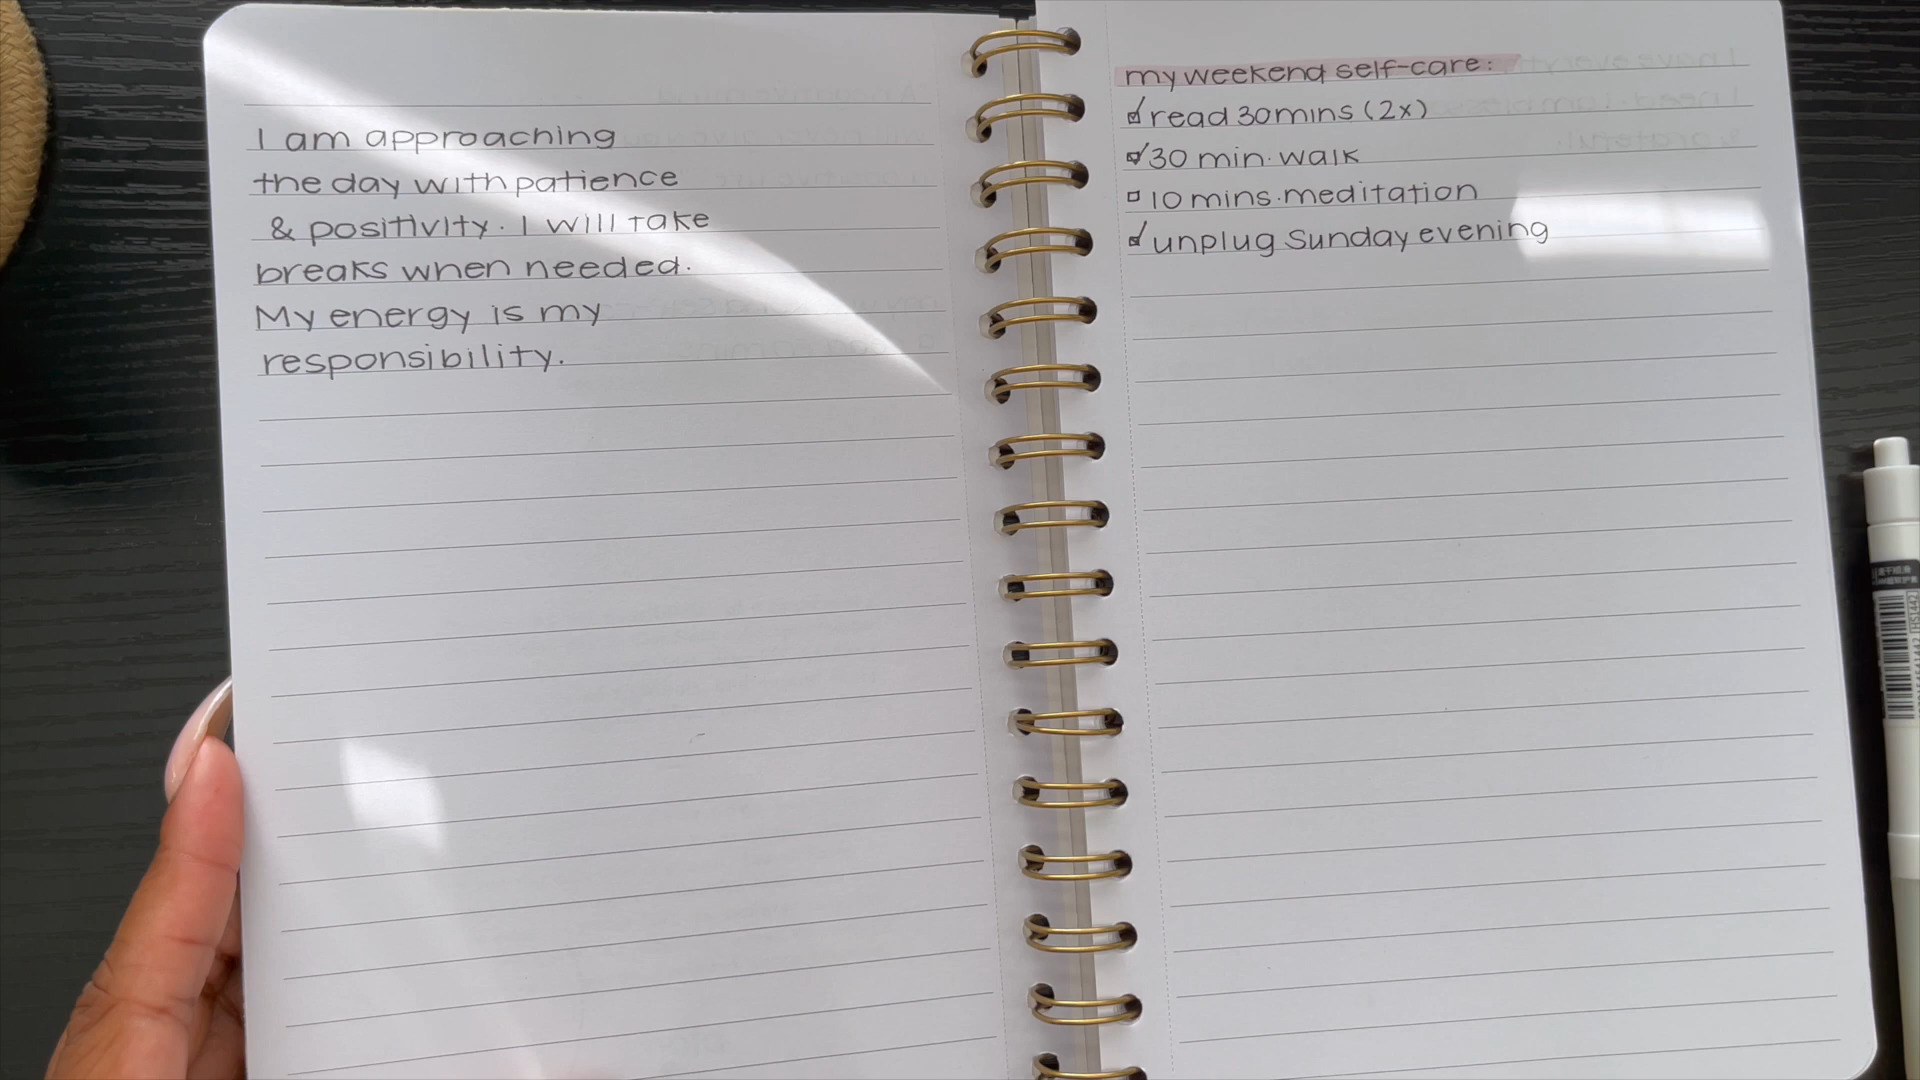 I am approaching
the day with patience
& positivity. I will take
breaks when needed.
My energy is my
responsibility.
my weekend self-care:
☑ read 30mins (2x)
☑ 30 min. walk
☐ 10 mins. meditation
☑ unplug Sunday evening